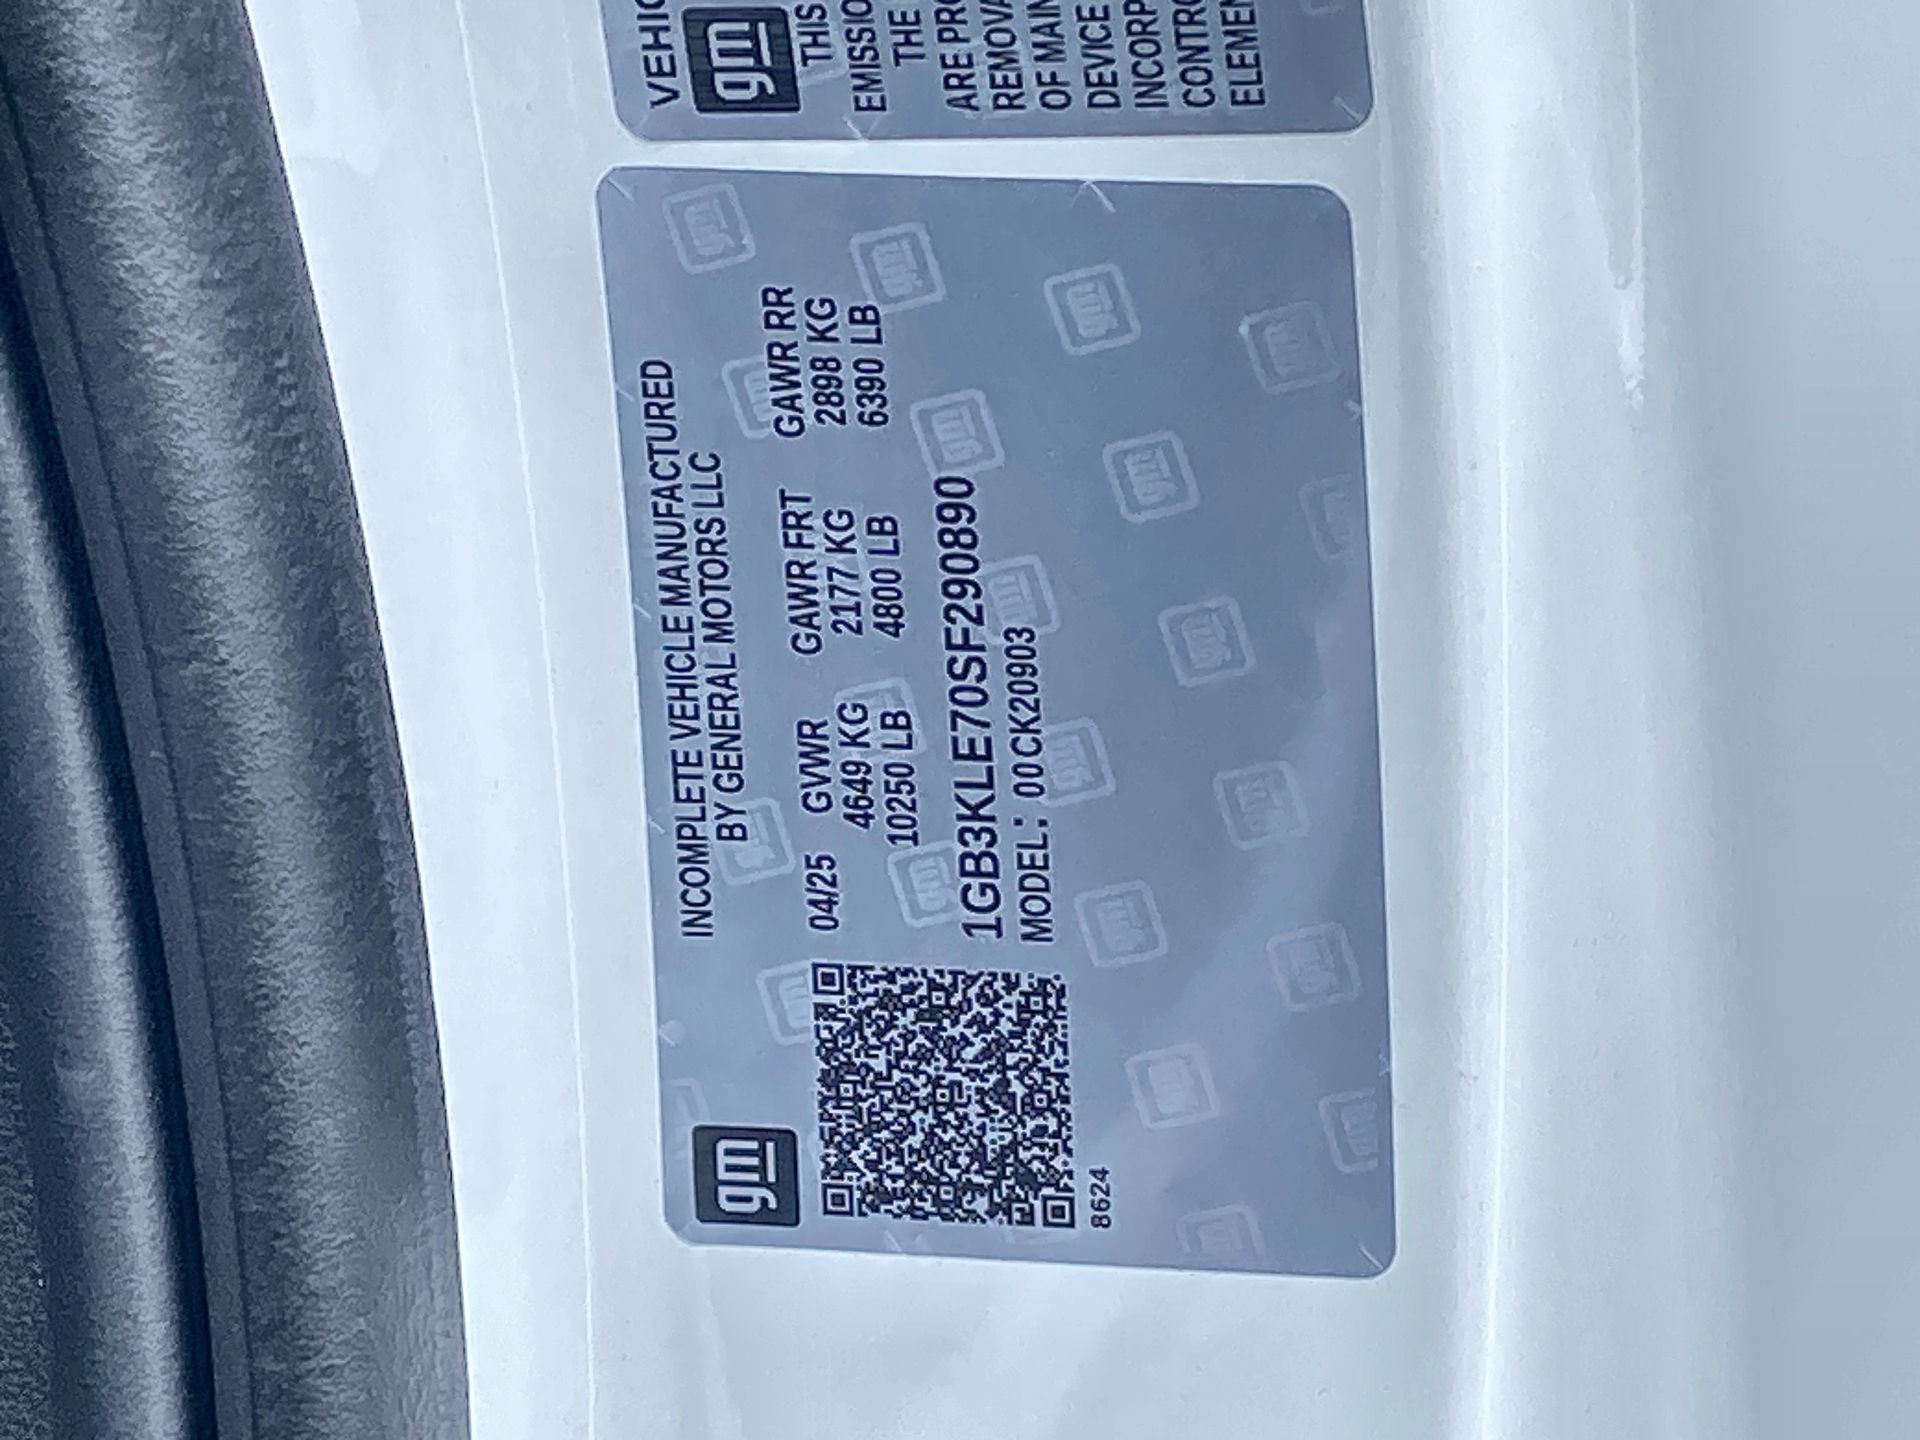 gm
INCOMPLETE VEHICLE MANUFACTURED
BY GENERAL MOTORS LLC
04/25 GVWR GAWR FRT GAWR RR
4649 KG 2177 KG 2898 KG
10250 LB 4800 LB 6390 LB
1GB3KLE70SF290890
MODEL: 00CK20903
8624
VEHIC
gm
THIS
EMISSIO
THE
ARE PRO
REMOVA
OF MAIN
DEVICE
INCORP
CONTRO
ELEMEN